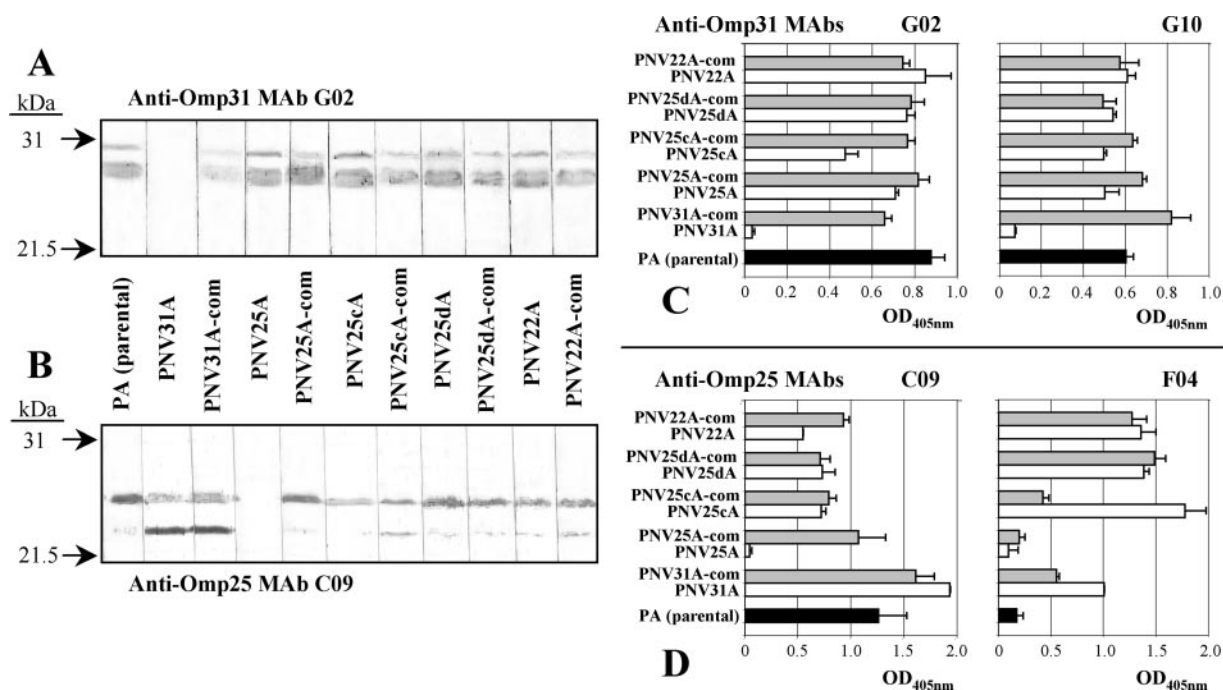 A
kDa
Anti-Omp31 MAb G02
31
21.5
PA (parental)
PNV31A
PNV31A-com
PNV25A
PNV25A-com
PNV25cA
PNV25cA-com
PNV25dA
PNV25dA-com
PNV22A
PNV22A-com
B
kDa
31
21.5
Anti-Omp25 MAb C09
Anti-Omp31 MAbs G02 G10
PNV22A-com
PNV22A
PNV25dA-com
PNV25dA
PNV25cA-com
PNV25cA
PNV25A-com
PNV25A
PNV31A-com
PNV31A
PA (parental)
0 0.2 0.4 0.6 0.8 1.0
0 0.2 0.4 0.6 0.8 1.0
C
OD405nm
OD405nm
Anti-Omp25 MAbs C09 F04
PNV22A-com
PNV22A
PNV25dA-com
PNV25dA
PNV25cA-com
PNV25cA
PNV25A-com
PNV25A
PNV31A-com
PNV31A
PA (parental)
0 0.5 1.0 1.5 2.0
0 0.5 1.0 1.5 2.0
D
OD405nm
OD405nm